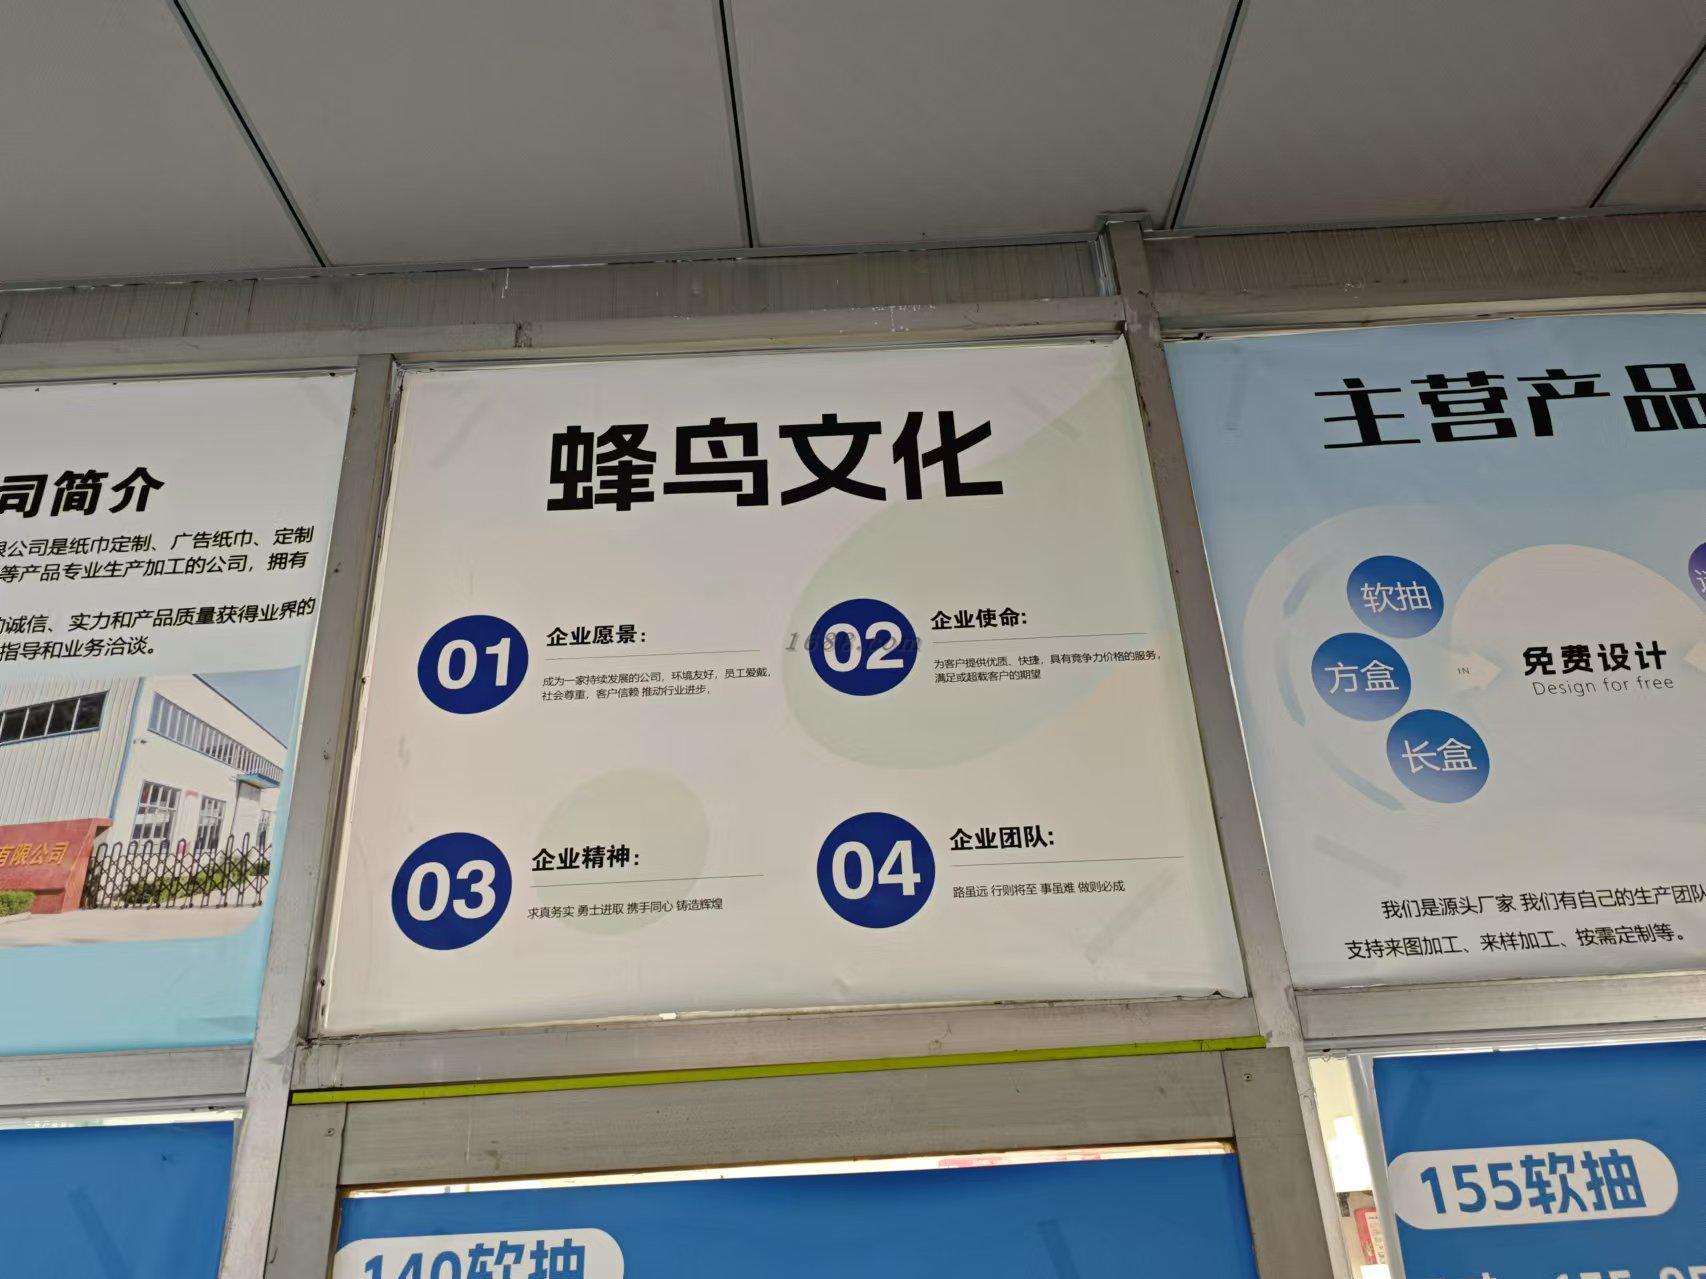 司简介
限公司是纸巾定制、广告纸巾、定制
等产品专业生产加工的公司，拥有
的诚信、实力和产品质量获得业界的
指导和业务洽谈。
有限公司
蜂鸟文化
01
企业愿景：
成为一家持续发展的公司，环境友好，员工爱戴，
社会尊重，客户信赖 推动行业进步，
02
企业使命：
为客户提供优质、快捷，具有竞争力价格的服务，
满足或超载客户的期望
03
企业精神：
求真务实 勇士进取 携手同心 铸造辉煌
04
企业团队：
路虽远 行则将至 事虽难 做则必成
1688.com
主营产品
软抽
方盒
长盒
IN
免费设计
Design for free
我们是源头厂家 我们有自己的生产团队
支持来图加工、来样加工、按需定制等。
140软抽
155软抽